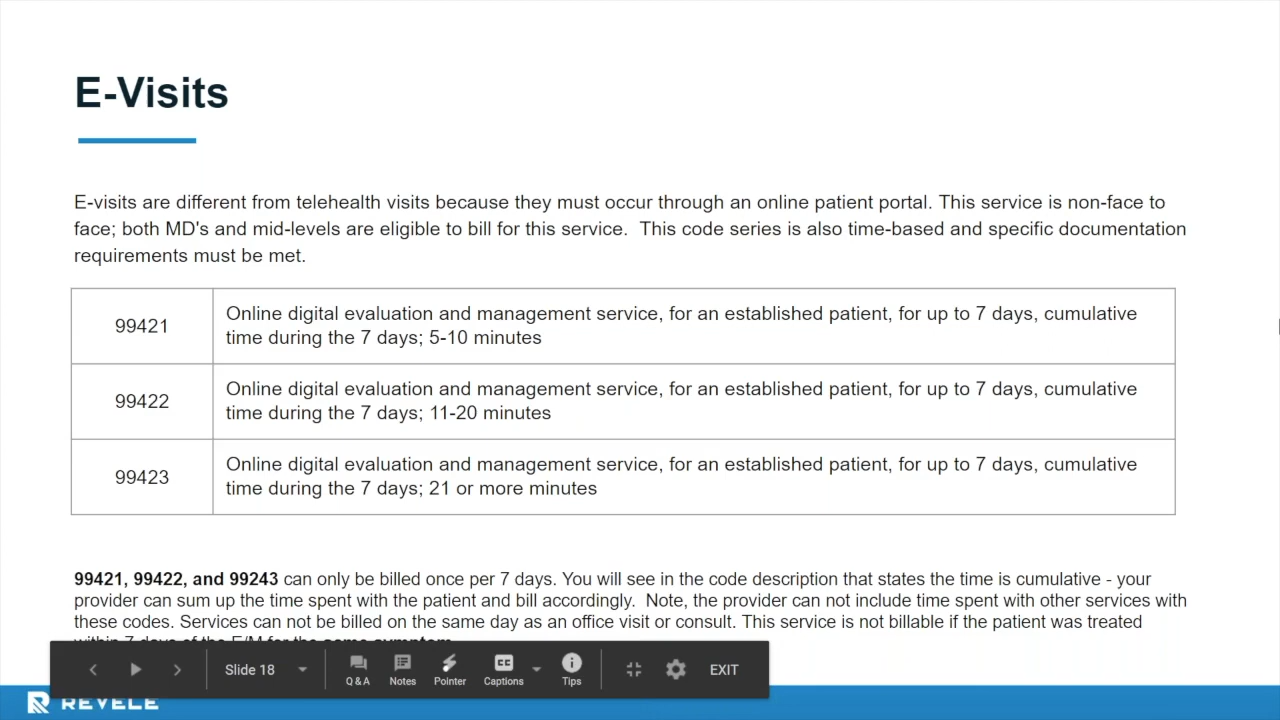 E-Visits
E-visits are different from telehealth visits because they must occur through an online patient portal. This service is non-face to
face; both MD's and mid-levels are eligible to bill for this service. This code series is also time-based and specific documentation
requirements must be met.
99421
Online digital evaluation and management service, for an established patient, for up to 7 days, cumulative
time during the 7 days; 5-10 minutes
99422
Online digital evaluation and management service, for an established patient, for up to 7 days, cumulative
time during the 7 days; 11-20 minutes
99423
Online digital evaluation and management service, for an established patient, for up to 7 days, cumulative
time during the 7 days; 21 or more minutes
99421, 99422, and 99243 can only be billed once per 7 days. You will see in the code description that states the time is cumulative - your
provider can sum up the time spent with the patient and bill accordingly. Note, the provider can not include time spent with other services with
these codes. Services can not be billed on the same day as an office visit or consult. This service is not billable if the patient was treated
within 7 days of the E/M for the same symptom
Slide 18
Q & A
Notes
Pointer
CC
Captions
Tips
EXIT
REVELE